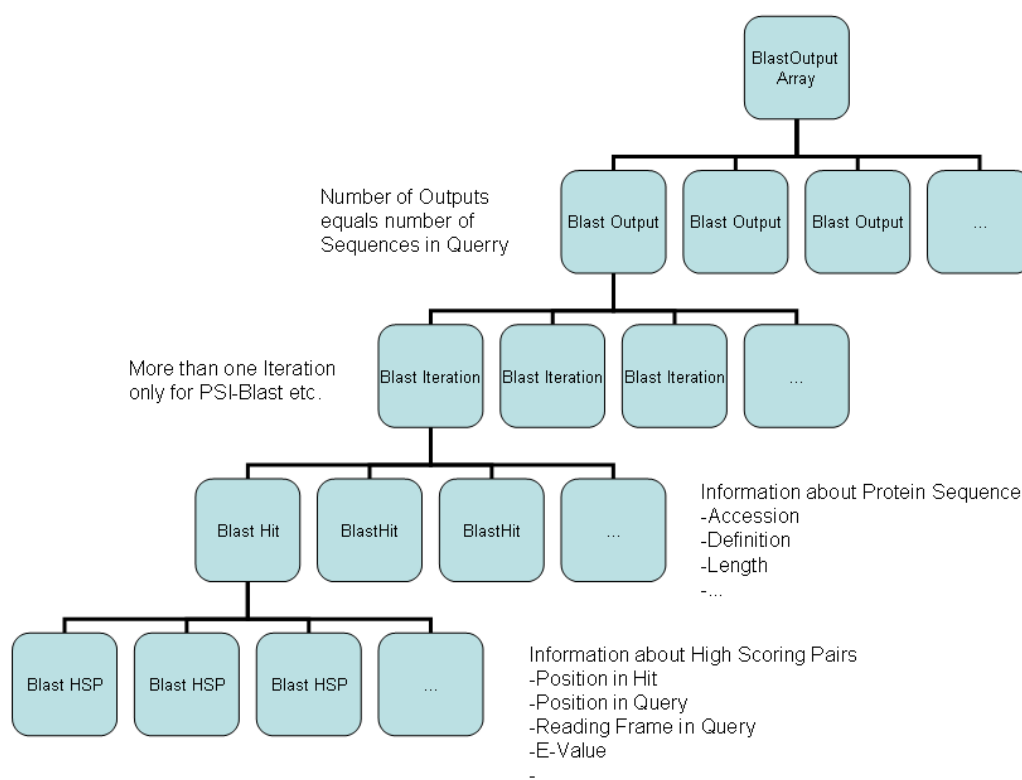 BlastOutput
Array
Number of Outputs
equals number of
Sequences in Querry
Blast Output
Blast Output
Blast Output
...
More than one Iteration
only for PSI-Blast etc.
Blast Iteration
Blast Iteration
Blast Iteration
...
Blast Hit
BlastHit
BlastHit
...
Information about Protein Sequence
-Accession
-Definition
-Length
-...
Blast HSP
Blast HSP
Blast HSP
...
Information about High Scoring Pairs
-Position in Hit
-Position in Query
-Reading Frame in Query
-E-Value
-